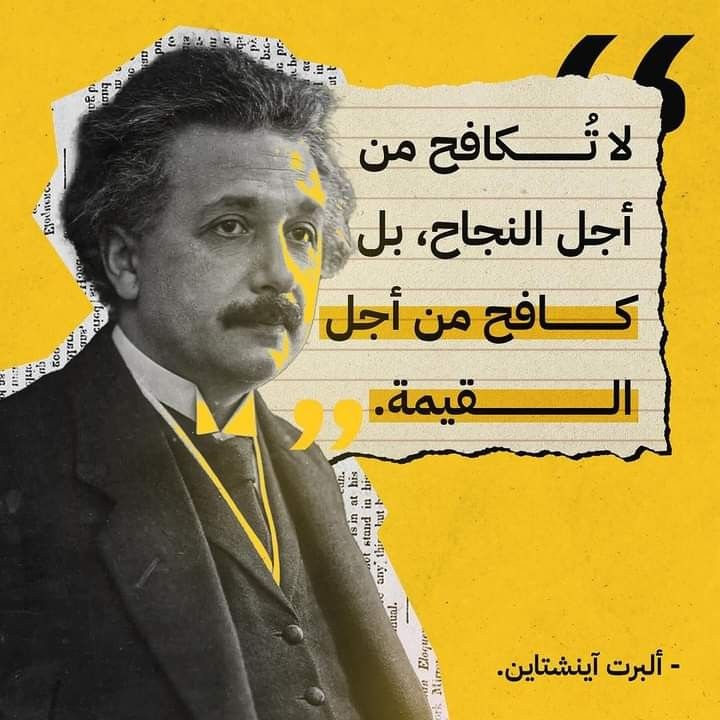 لا تُكافح من
أجل النجاح، بل
كافح من أجل
القيمة.
- ألبرت آينشتاين.